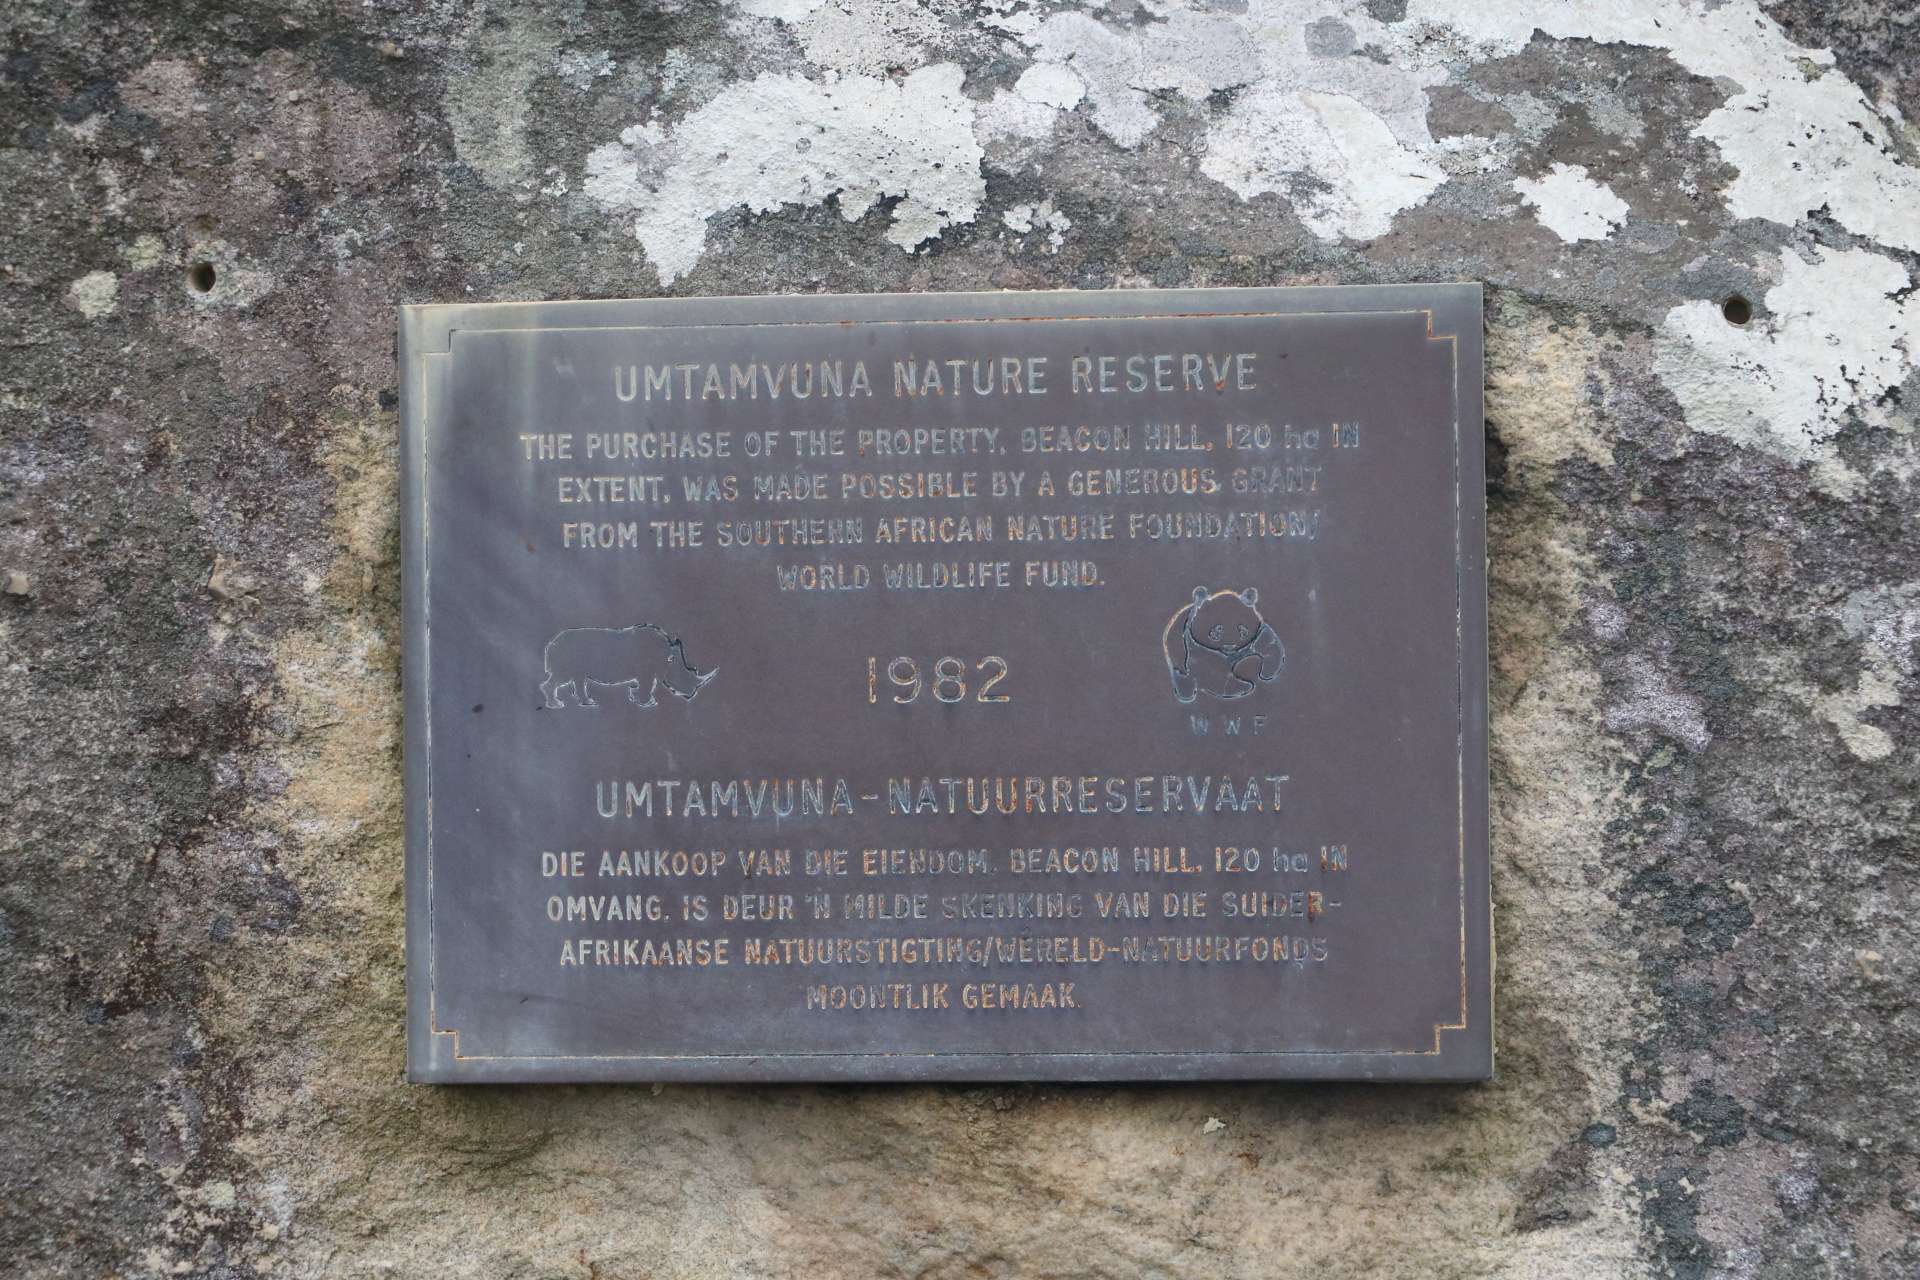 UMTAMVUNA NATURE RESERVE
THE PURCHASE OF THE PROPERTY, BEACON HILL, 120 ha IN
EXTENT, WAS MADE POSSIBLE BY A GENEROUS GRANT
FROM THE SOUTHERN AFRICAN NATURE FOUNDATION/
WORLD WILDLIFE FUND.
1982
W W F
UMTAMVUNA-NATUURRESERVAAT
DIE AANKOOP VAN DIE EIENDOM, BEACON HILL, 120 ha IN
OMVANG, IS DEUR 'N MILDE SKENKING VAN DIE SUIDER-
AFRIKAANSE NATUURSTIGTING/WÊRELD-NATUURFONDS
MOONTLIK GEMAAK.